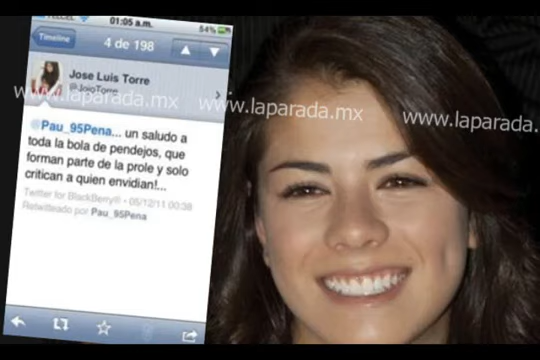 TELCEL
01:05 a.m.
54%
Timeline
4 de 198
Jose Luis Torre
@JojoTorre
@Pau_95Pena... un saludo a
toda la bola de pendejos, que
forman parte de la prole y solo
critican a quien envidian!...
Twitter for BlackBerry® • 05/12/11 00:38
Retwitteado por Pau_95Pena
www.laparada.mx
www.laparada.mx
www.laparada.